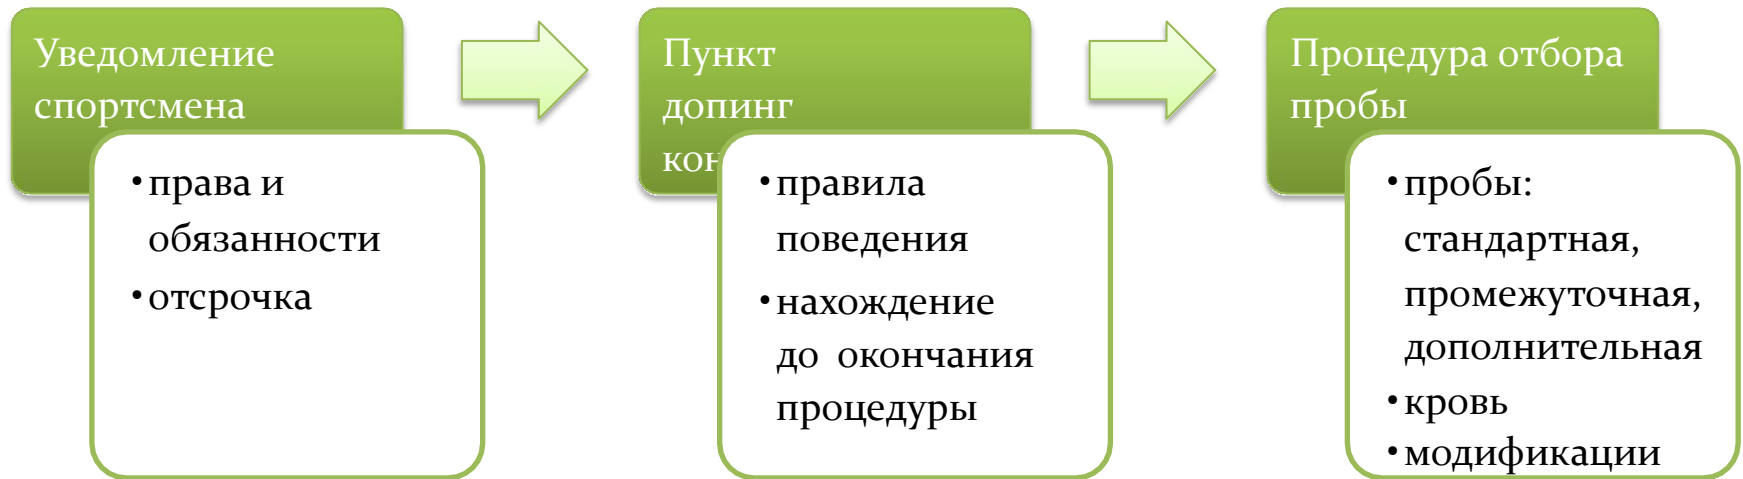 Уведомление
спортсмена
• права и
обязанности
• отсрочка
Пункт
допинг
• правила
поведения
• нахождение
до окончания
процедуры
Процедура отбора
пробы
• пробы:
стандартная,
промежуточная,
дополнительная
• кровь
• модификации